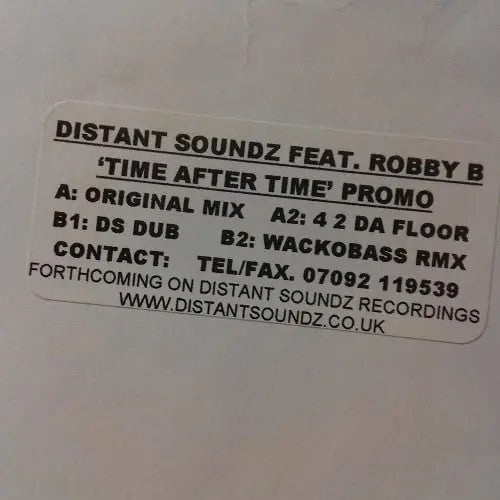 DISTANT SOUNDZ FEAT. ROBBY B
‘TIME AFTER TIME’ PROMO
A: ORIGINAL MIX A2: 4 2 DA FLOOR
B1: DS DUB B2: WACKOBASS RMX
CONTACT: TEL/FAX. 07092 119539
FORTHCOMING ON DISTANT SOUNDZ RECORDINGS
WWW.DISTANTSOUNDZ.CO.UK